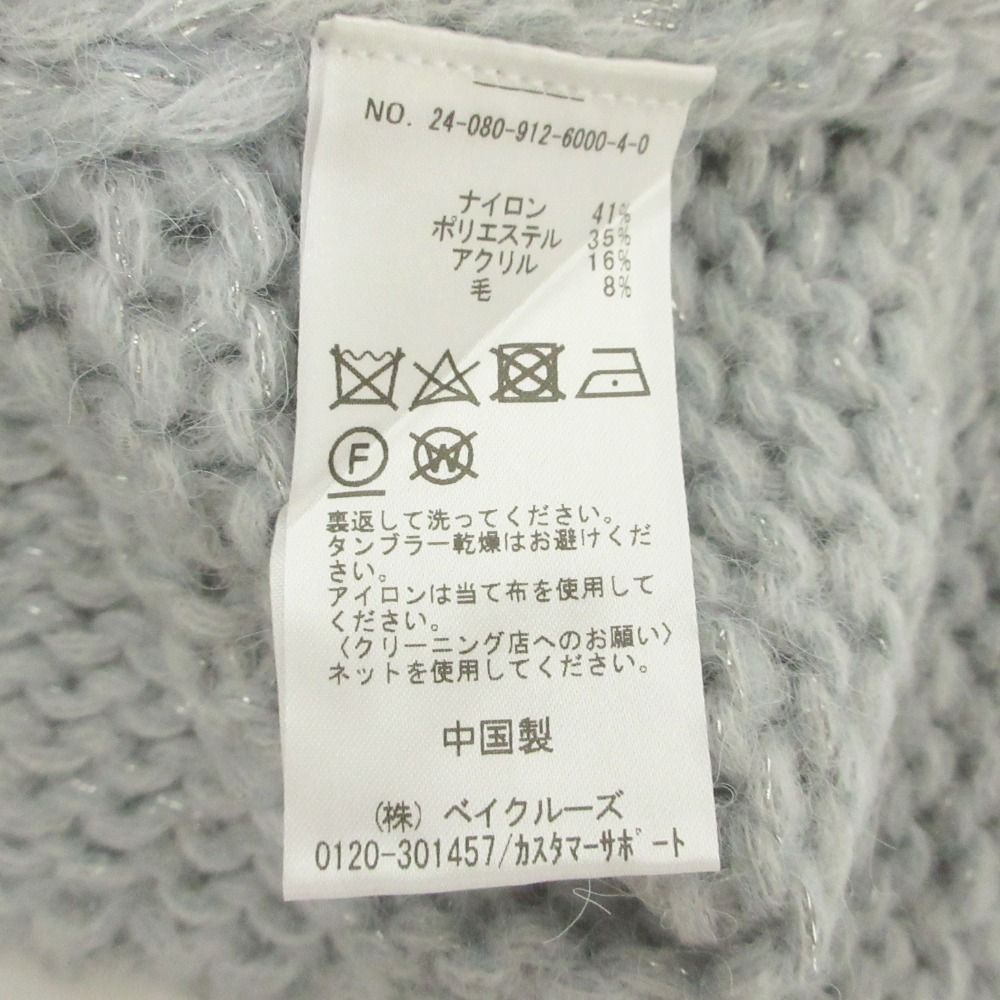 NO. 24-080-912-6000-4-0
ナイロン 41%
ポリエステル 35%
アクリル 16%
毛 8%
F W
裏返して洗ってください。
タンブラー乾燥はお避けくだ
さい。
アイロンは当て布を使用して
ください。
〈クリーニング店へのお願い〉
ネットを使用してください。
中国製
(株) ベイクルーズ
0120-301457/カスタマーサポート